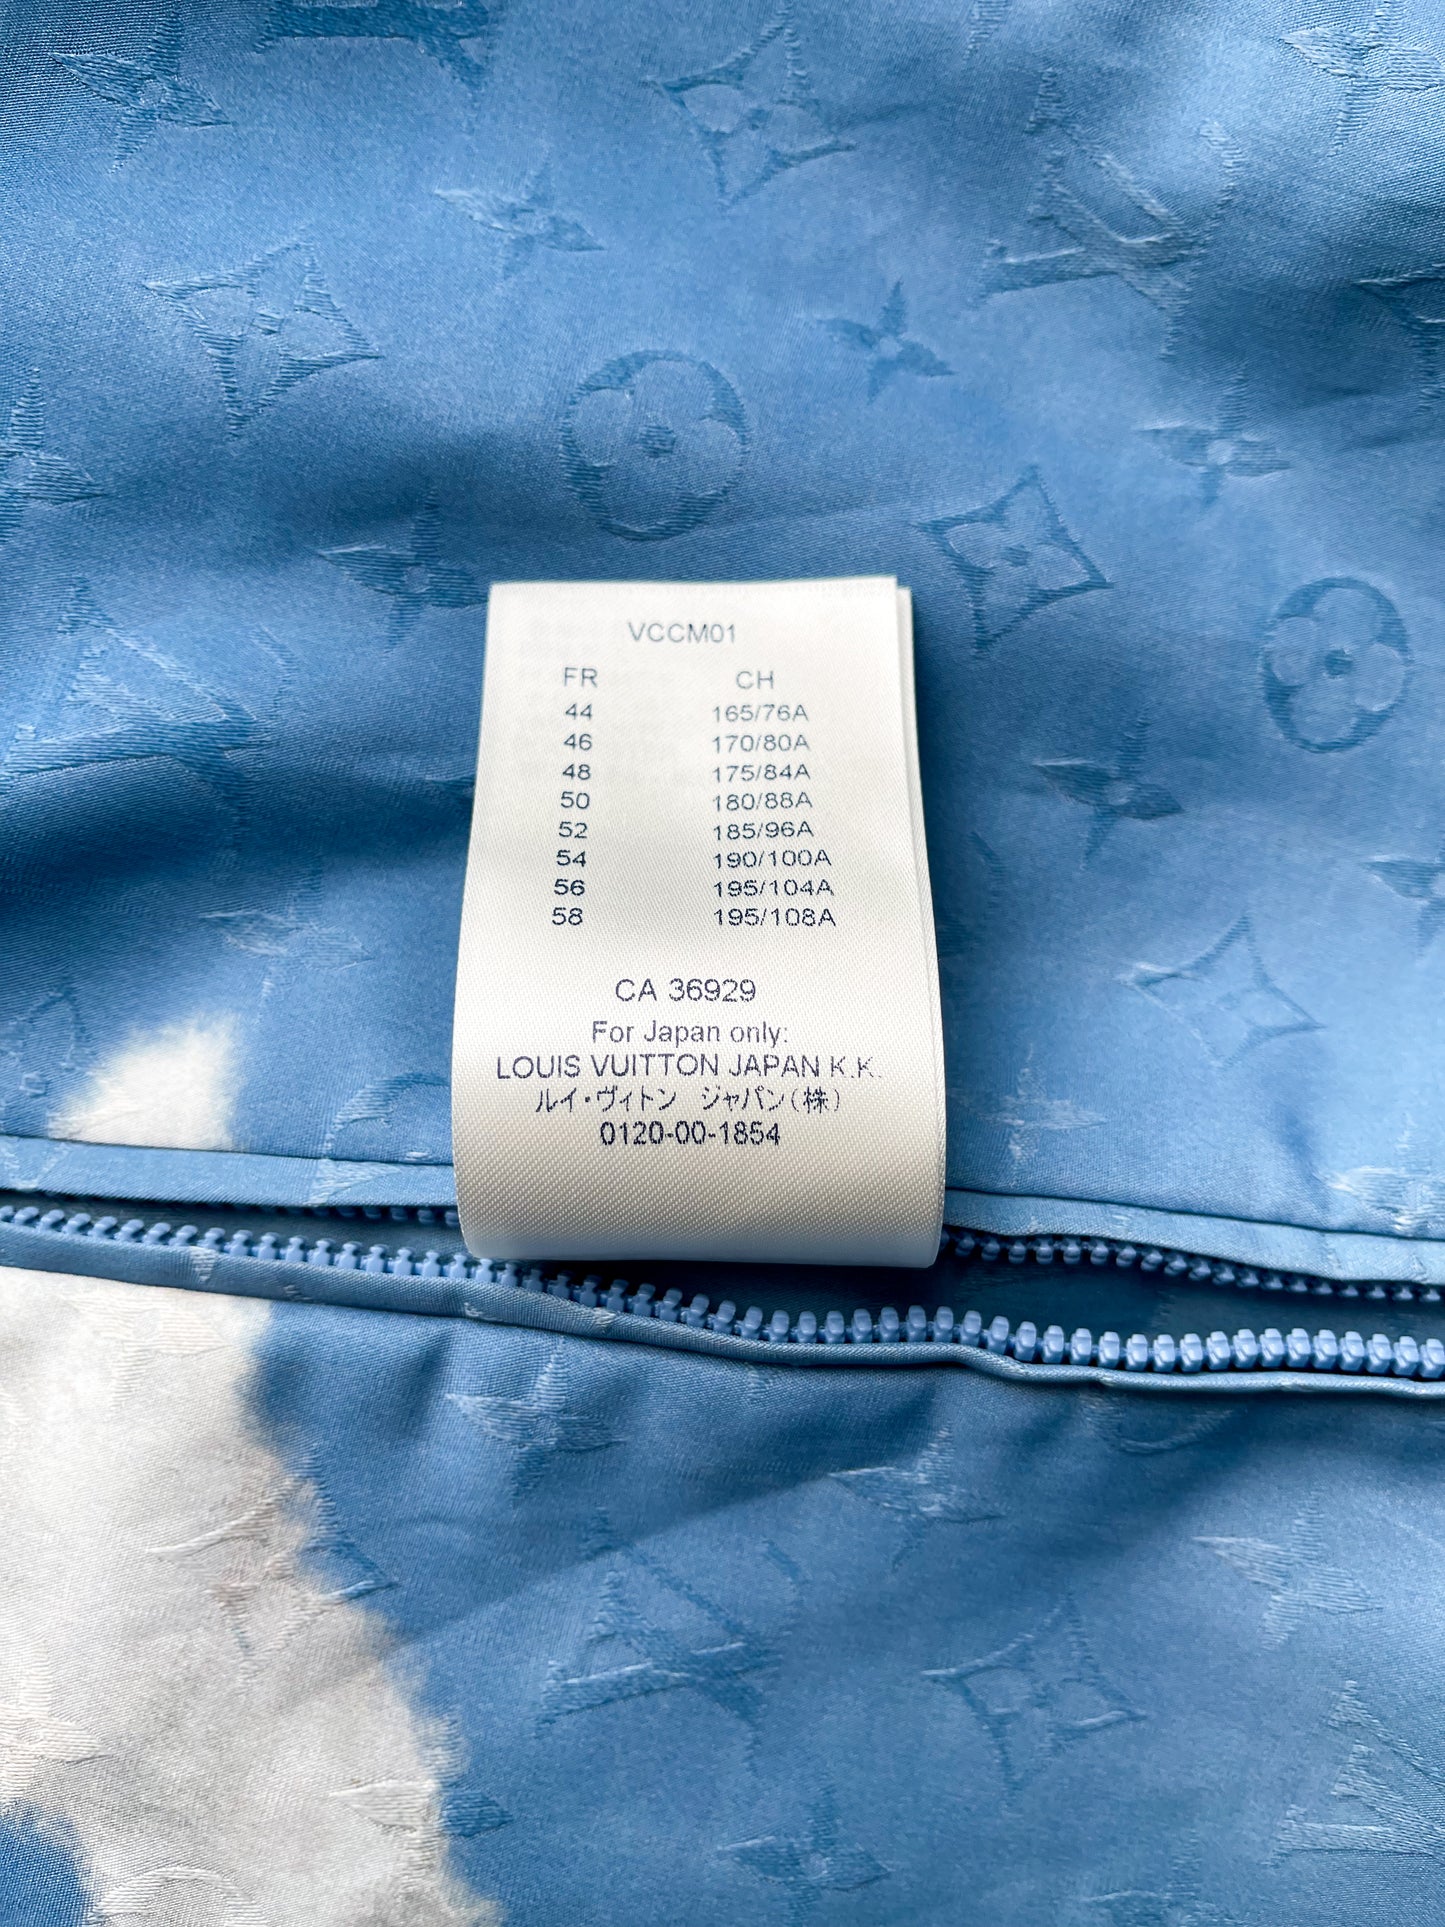 VCCM01
FR CH
44 165/76A
46 170/80A
48 175/84A
50 180/88A
52 185/96A
54 190/100A
56 195/104A
58 195/108A
CA 36929
For Japan only:
LOUIS VUITTON JAPAN K.K.
ルイ・ヴィトン ジャパン(株)
0120-00-1854